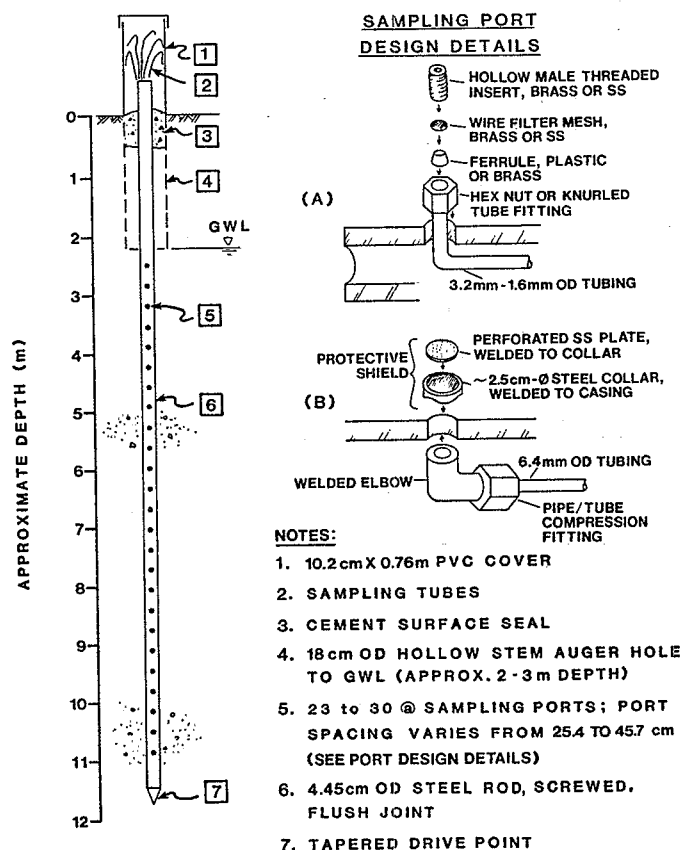 SAMPLING PORT
DESIGN DETAILS
1
2
3
4
GWL
5
6
7
APPROXIMATE DEPTH (m)
0
1
2
3
4
5
6
7
8
9
10
11
12
HOLLOW MALE THREADED
INSERT, BRASS OR SS
WIRE FILTER MESH,
BRASS OR SS
FERRULE, PLASTIC
OR BRASS
(A)
HEX NUT OR KNURLED
TUBE FITTING
3.2mm-1.6mm OD TUBING
PROTECTIVE
SHIELD
PERFORATED SS PLATE,
WELDED TO COLLAR
(B)
~2.5cm-Ø STEEL COLLAR,
WELDED TO CASING
6.4mm OD TUBING
WELDED ELBOW
PIPE/TUBE
COMPRESSION
FITTING
NOTES:
1. 10.2cm X 0.76m PVC COVER
2. SAMPLING TUBES
3. CEMENT SURFACE SEAL
4. 18cm OD HOLLOW STEM AUGER HOLE
TO GWL (APPROX. 2-3m DEPTH)
5. 23 to 30 @ SAMPLING PORTS; PORT
SPACING VARIES FROM 25.4 TO 45.7 cm
(SEE PORT DESIGN DETAILS)
6. 4.45cm OD STEEL ROD, SCREWED,
FLUSH JOINT
7. TAPERED DRIVE POINT